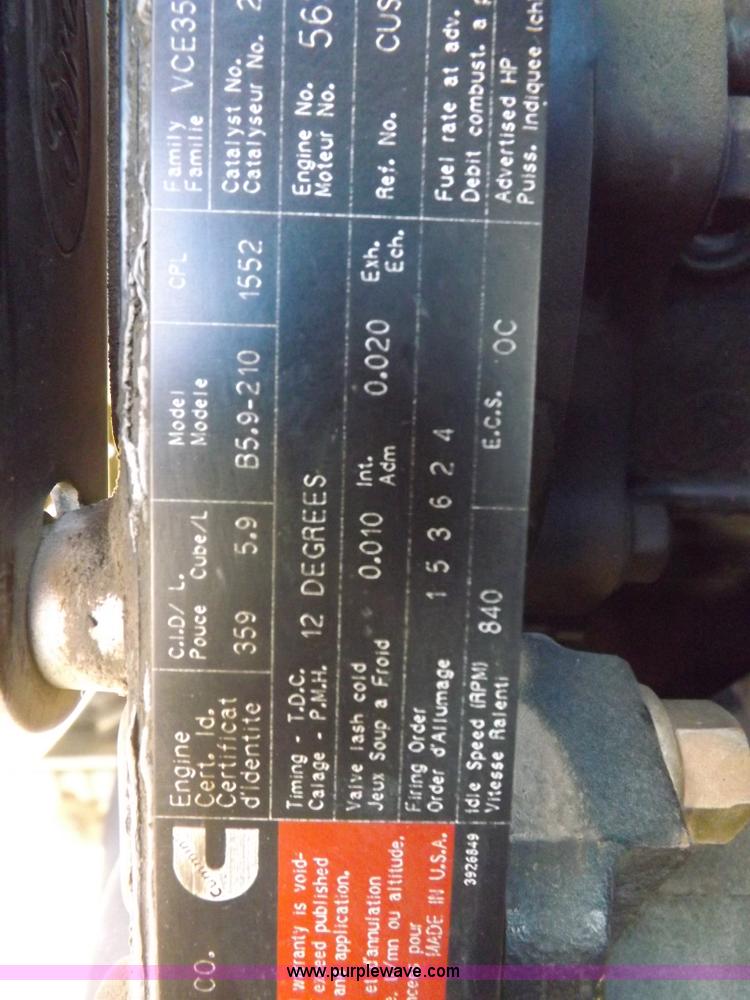 CO.
Cummins
warranty is void-
exceed published
and application.
et l'annulation
ou altitude,
pour
MADE IN U.S.A.
3926849
Engine
Cert. Id.
Certificat
d'identite
C.I.D/ L.
Pouce Cube/L
359 5.9
Model
Modele
B5.9-210
CPL
1552
Family VCE35
Famille
Catalyst No.
Catalyseur No. 2
Timing - T.D.C.
Calage - P.M.H. 12 DEGREES
Engine No.
Moteur No. 56
Valve lash cold
Jeux Soup a Froid
0.010 Int.
Adm
0.020 Exh.
Ech.
Ref. No. CUS
Firing Order
Order d'Allumage 1 5 3 6 2 4
Fuel rate at adv.
Debit combust. a
Idle Speed (RPM)
Vitesse Ralenti 840
E.C.S. OC
Advertised HP
Puiss. Indiquee (ch
www.purplewave.com